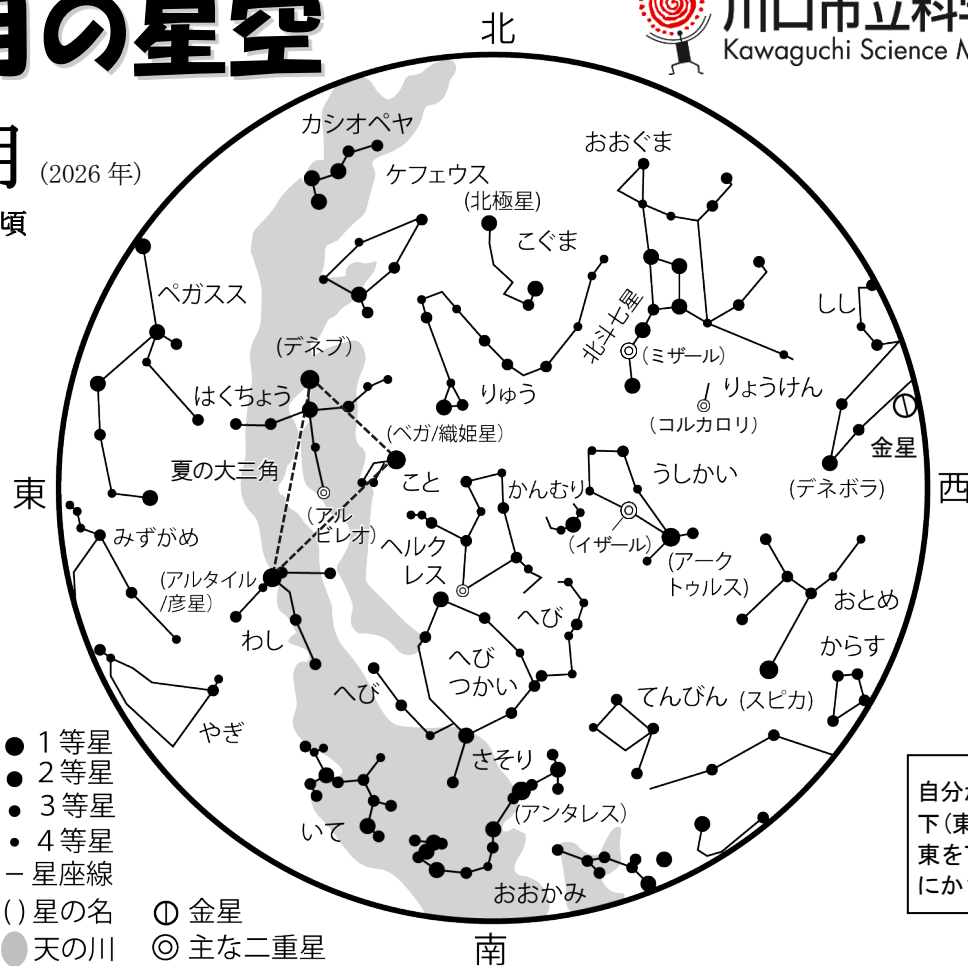 月の星空
川口市立科学
Kawaguchi Science M
北
月 (2026 年)
頃
カシオペヤ
おおぐま
ケフェウス
(北極星)
こぐま
ペガスス
北斗七星
しし
(デネブ)
(ミザール)
はくちょう
りゅう
りょうけん
(コルカロリ)
(ベガ/織姫星)
金星
夏の大三角
こと
かんむり
うしかい
(デネボラ)
東
西
(アル
ビレオ)
みずがめ
ヘルク
レス
(イザール)
(アーク
トゥルス)
(アルタイル
/彦星)
おとめ
わし
へび
からす
へび
つかい
へび
てんびん
(スピカ)
やぎ
さそり
(アンタレス)
いて
おおかみ
南
1等星
2等星
3等星
4等星
星座線
() 星の名
金星
天の川
主な二重星
自分が
下(東
東を下
にか